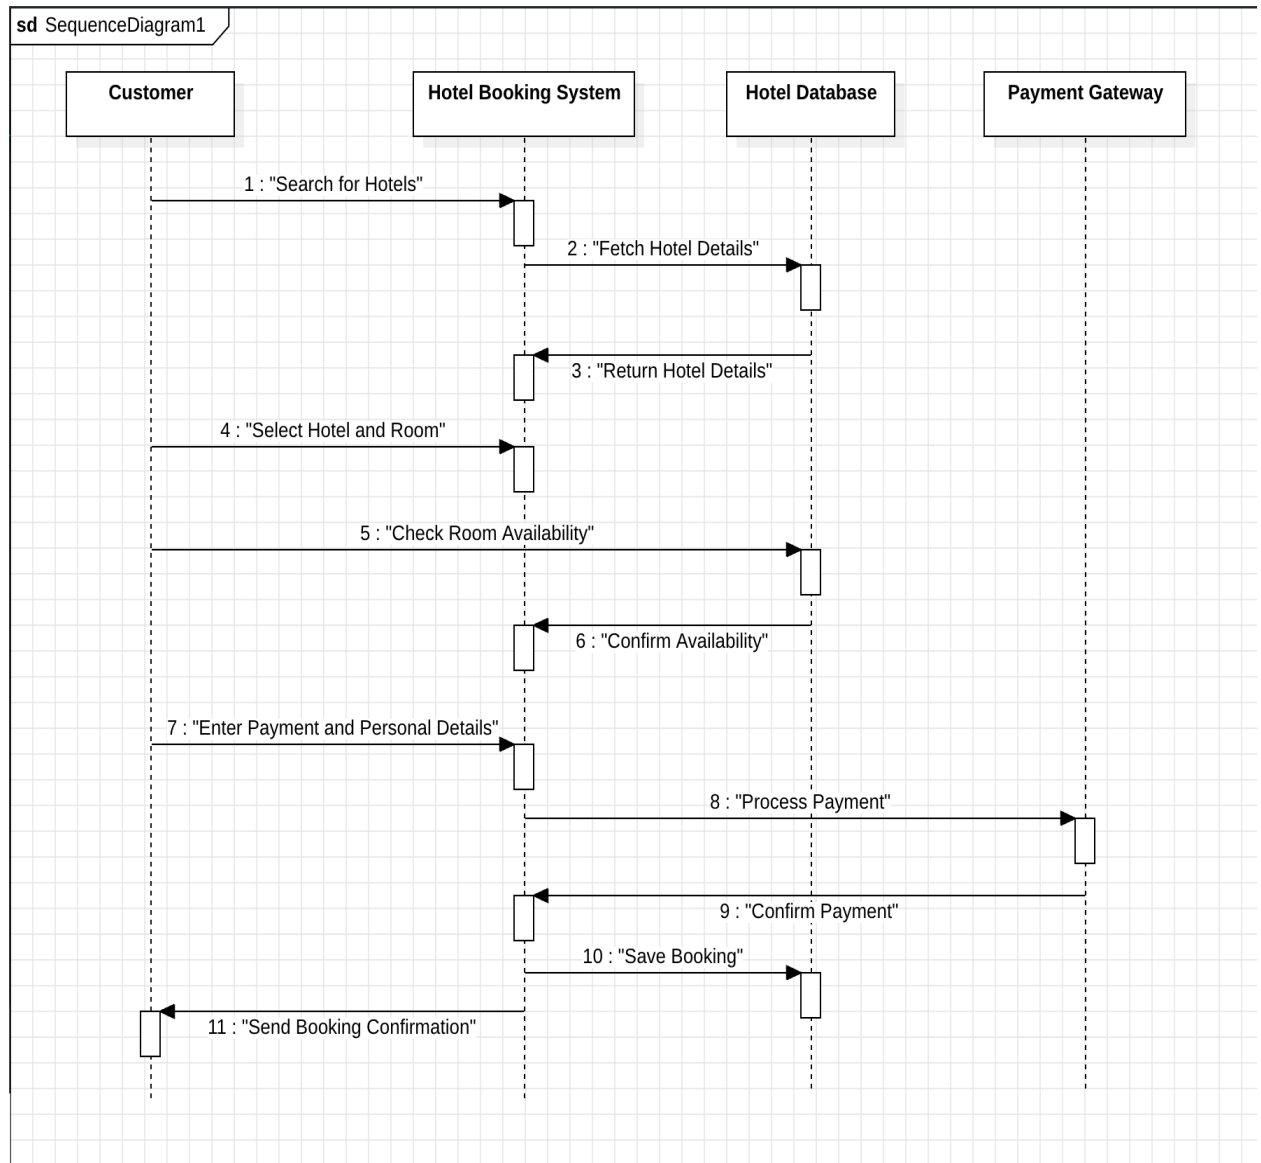 sd SequenceDiagram1
Customer
Hotel Booking System
Hotel Database
Payment Gateway
1 : "Search for Hotels"
2 : "Fetch Hotel Details"
3 : "Return Hotel Details"
4 : "Select Hotel and Room"
5 : "Check Room Availability"
6 : "Confirm Availability"
7 : "Enter Payment and Personal Details"
8 : "Process Payment"
9 : "Confirm Payment"
10 : "Save Booking"
11 : "Send Booking Confirmation"